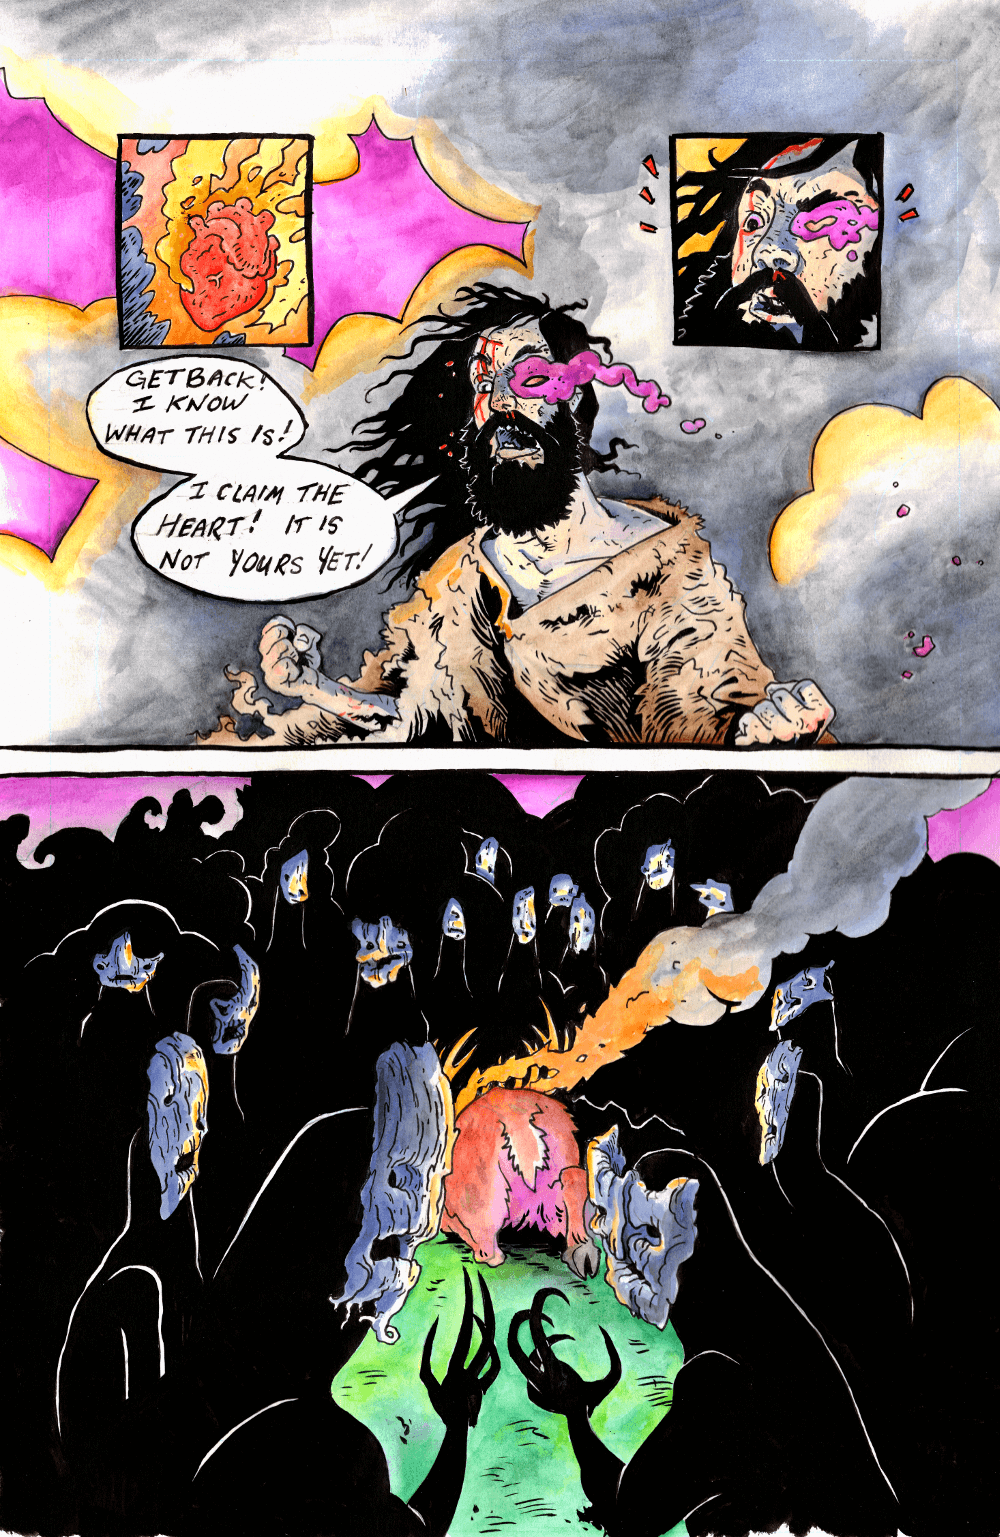 GET BACK!
I KNOW
WHAT THIS IS!
I CLAIM THE
HEART! IT IS
NOT YOURS YET!